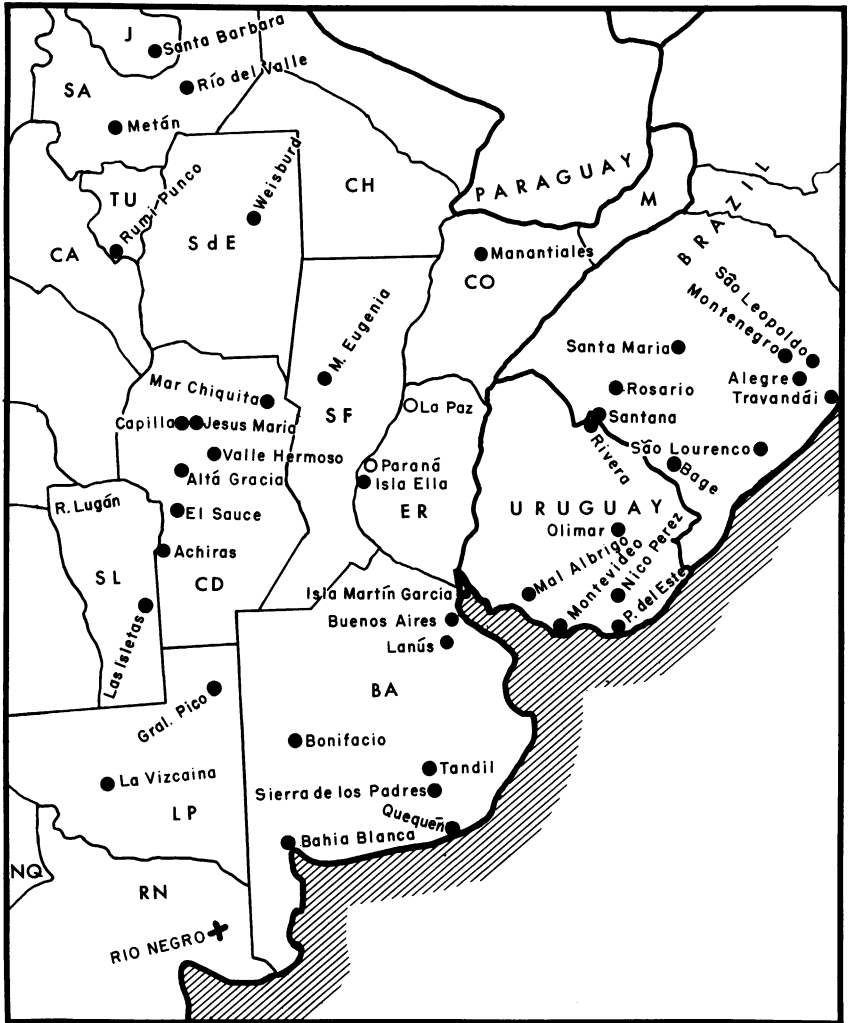 J
Santa Barbara
SA
Río del Valle
Metán
TU
Rumi-Punco
Weisburd
CH
PARAGUAY
M
BRAZIL
CA
SdE
Manantiales
CO
São Leopoldo
Montenegro
M. Eugenia
Santa Maria
Alegre
Travandái
Mar Chiquita
Rosario
SF
La Paz
Capilla
Jesus Maria
Santana
Rivera
Valle Hermoso
São Lourenco
Bage
Paraná
Isla Ella
Altá Gracia
R. Lugán
El Sauce
ER
URUGUAY
Olimar
Achiras
SL
CD
Mal Albrigo
Montevideo
Nico Perez
P. del Este
Isla Martín Garcia
Buenos Aires
Lanús
Las Isletas
BA
Gral. Pico
Bonifacio
Tandil
La Vizcaina
Sierra de los Padres
LP
Quequeñ
Bahia Blanca
NQ
RN
RIO NEGRO